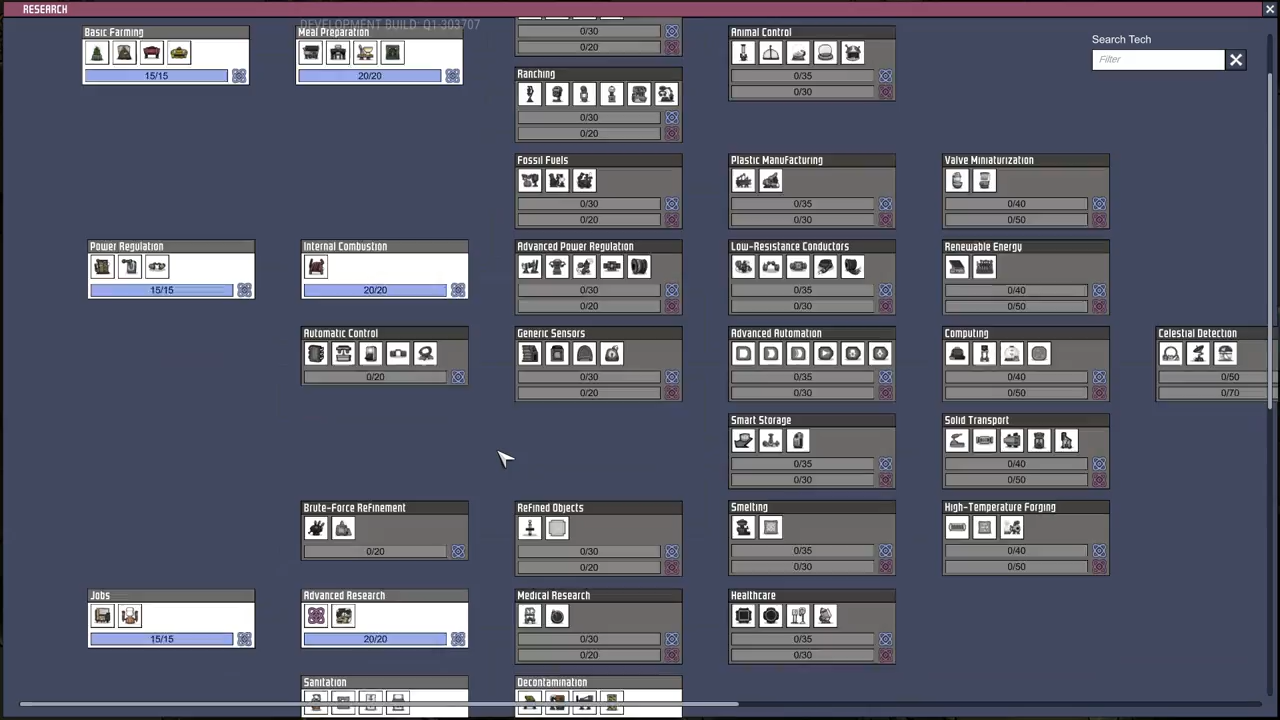 RESEARCH
DEVELOPMENT BUILD: Q1-303707
Search Tech
Filter
Basic Farming
15/15
Meal Preparation
20/20
0/30
0/20
Animal Control
0/35
0/30
Ranching
0/30
0/20
Fossil Fuels
0/30
0/20
Plastic Manufacturing
0/35
0/30
Valve Miniaturization
0/40
0/50
Power Regulation
15/15
Internal Combustion
20/20
Advanced Power Regulation
0/30
0/20
Low-Resistance Conductors
0/35
0/30
Renewable Energy
0/40
0/50
Automatic Control
0/20
Generic Sensors
0/30
0/20
Advanced Automation
0/35
0/30
Computing
0/40
0/50
Celestial Detection
0/50
0/70
Smart Storage
0/35
0/30
Solid Transport
0/40
0/50
Brute-Force Refinement
0/20
Refined Objects
0/30
0/20
Smelting
0/35
0/30
High-Temperature Forging
0/40
0/50
Jobs
15/15
Advanced Research
20/20
Medical Research
0/30
0/20
Healthcare
0/35
0/30
Sanitation
Decontamination